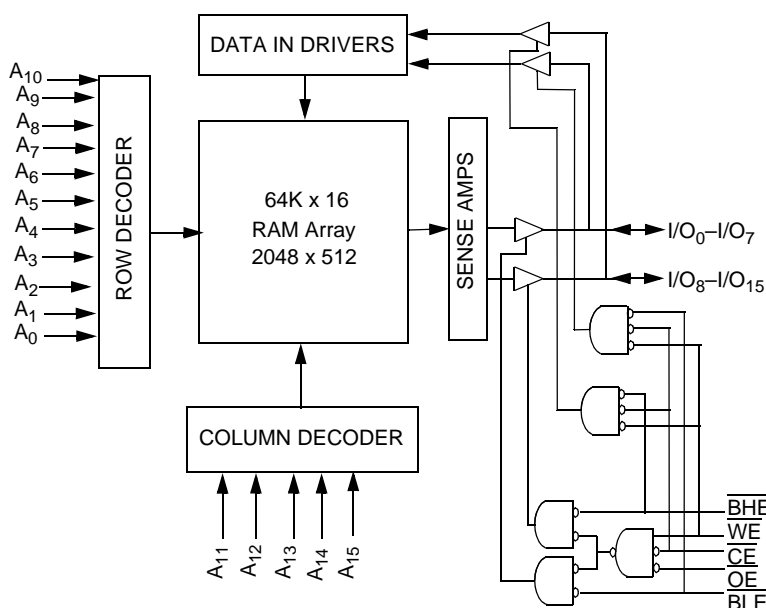 DATA IN DRIVERS
A10
A9
A8
A7
A6
A5
A4
A3
A2
A1
A0
ROW DECODER
64K x 16
RAM Array
2048 x 512
SENSE AMPS
I/O0–I/O7
I/O8–I/O15
COLUMN DECODER
A11
A12
A13
A14
A15
BHE
WE
CE
OE
BLE